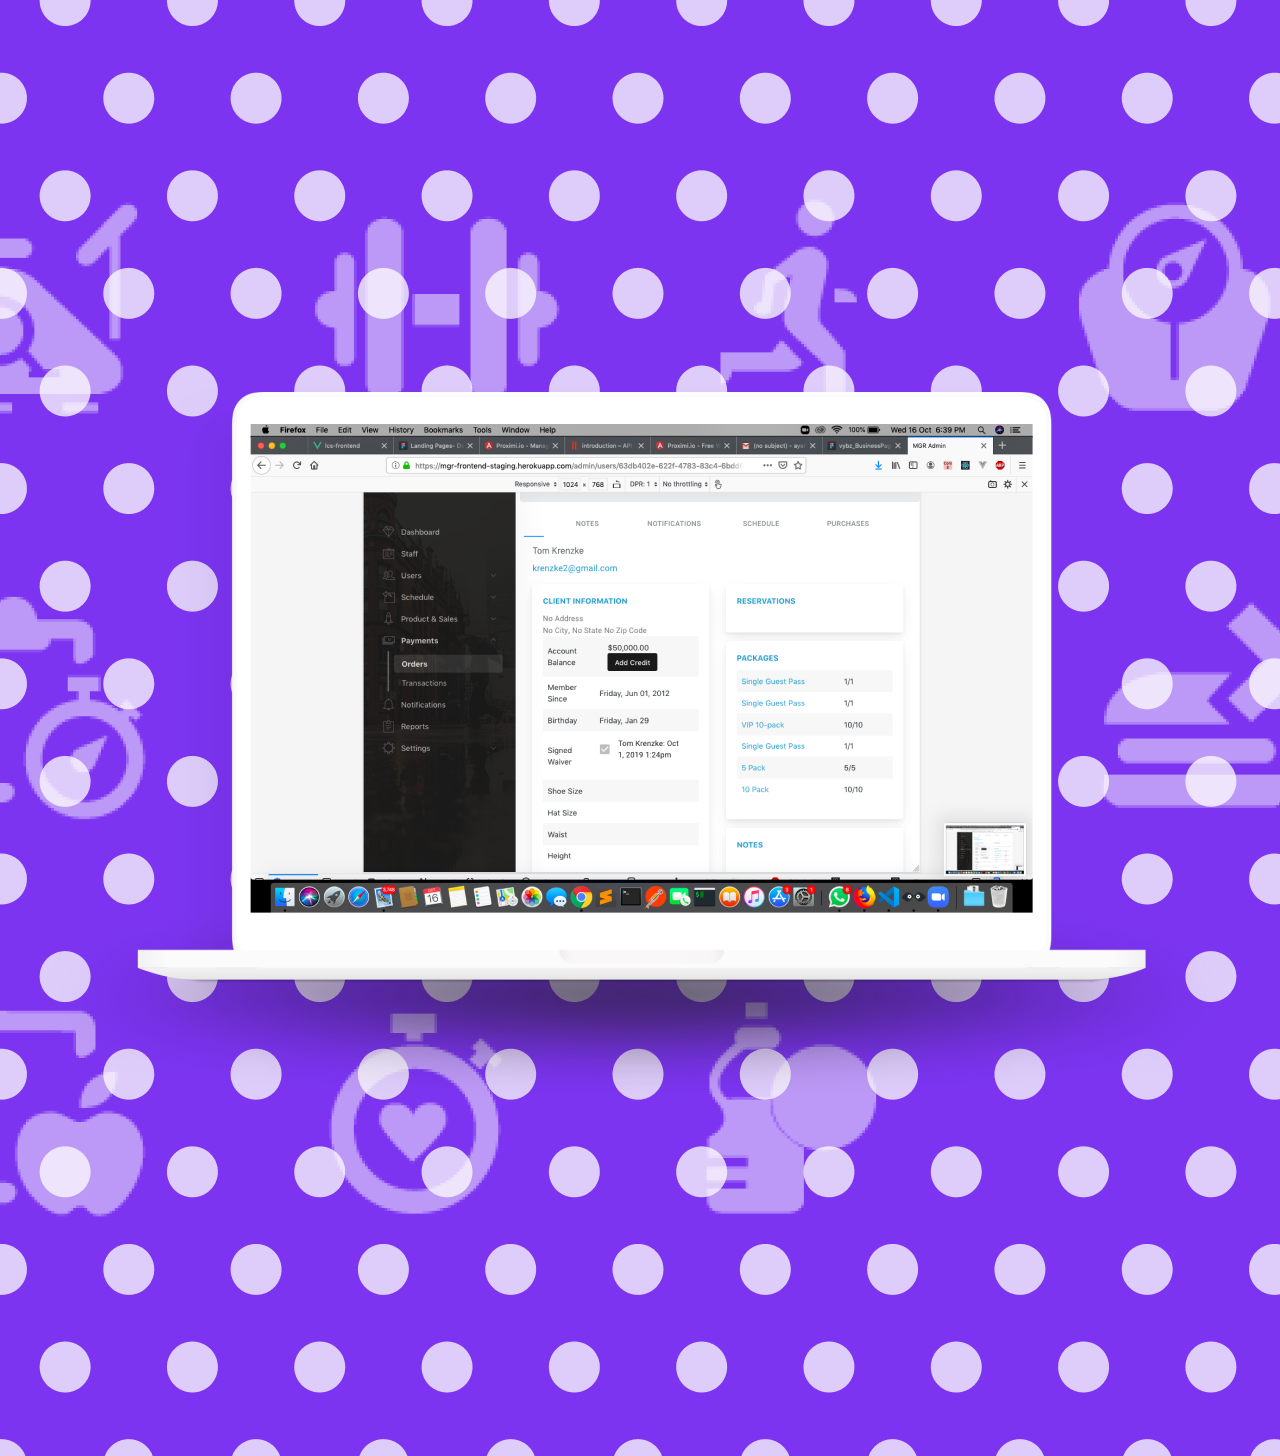 Firefox File Edit View History Bookmarks Tools Window Help
100% Wed 16 Oct 6:39 PM
lco-frontend
Landing Pages- D
Proximi.io - Manag
introduction – API
Proximi.io - Free
(no subject) – aya
vybz_BusinessPa
MGR Admin
https://mgr-frontend-staging.herokuapp.com/admin/users/63db402e-622f-4783-83c4-6bdd
Responsive 1024 × 768 DPR: 1 No throttling
Dashboard
Staff
Users
Schedule
Product & Sales
Payments
Orders
Transactions
Notifications
Reports
Settings
NOTES NOTIFICATIONS SCHEDULE PURCHASES
Tom Krenzke
krenzke2@gmail.com
CLIENT INFORMATION
No Address
No City, No State No Zip Code
Account
Balance
$50,000.00
Add Credit
Member
Since
Friday, Jun 01, 2012
Birthday Friday, Jan 29
Signed
Waiver
Tom Krenzke: Oct
1, 2019 1:24pm
Shoe Size
Hat Size
Waist
Height
RESERVATIONS
PACKAGES
Single Guest Pass 1/1
Single Guest Pass 1/1
VIP 10-pack 10/10
Single Guest Pass 1/1
5 Pack 5/5
10 Pack 10/10
NOTES
16